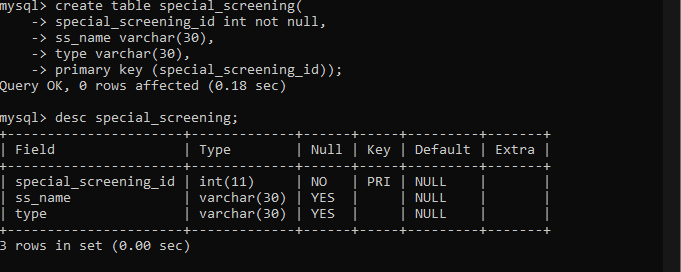 mysql> create table special_screening(
    -> special_screening_id int not null,
    -> ss_name varchar(30),
    -> type varchar(30),
    -> primary key (special_screening_id));
Query OK, 0 rows affected (0.18 sec)
mysql> desc special_screening;
+----------------------+-------------+------+-----+---------+-------+
| Field                | Type        | Null | Key | Default | Extra |
+----------------------+-------------+------+-----+---------+-------+
| special_screening_id | int(11)     | NO   | PRI | NULL    |       |
| ss_name              | varchar(30) | YES  |     | NULL    |       |
| type                 | varchar(30) | YES  |     | NULL    |       |
+----------------------+-------------+------+-----+---------+-------+
3 rows in set (0.00 sec)